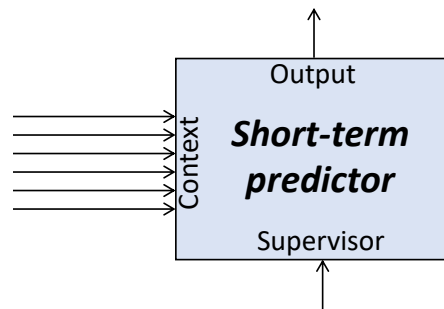 Output
Context
Short-term
predictor
Supervisor